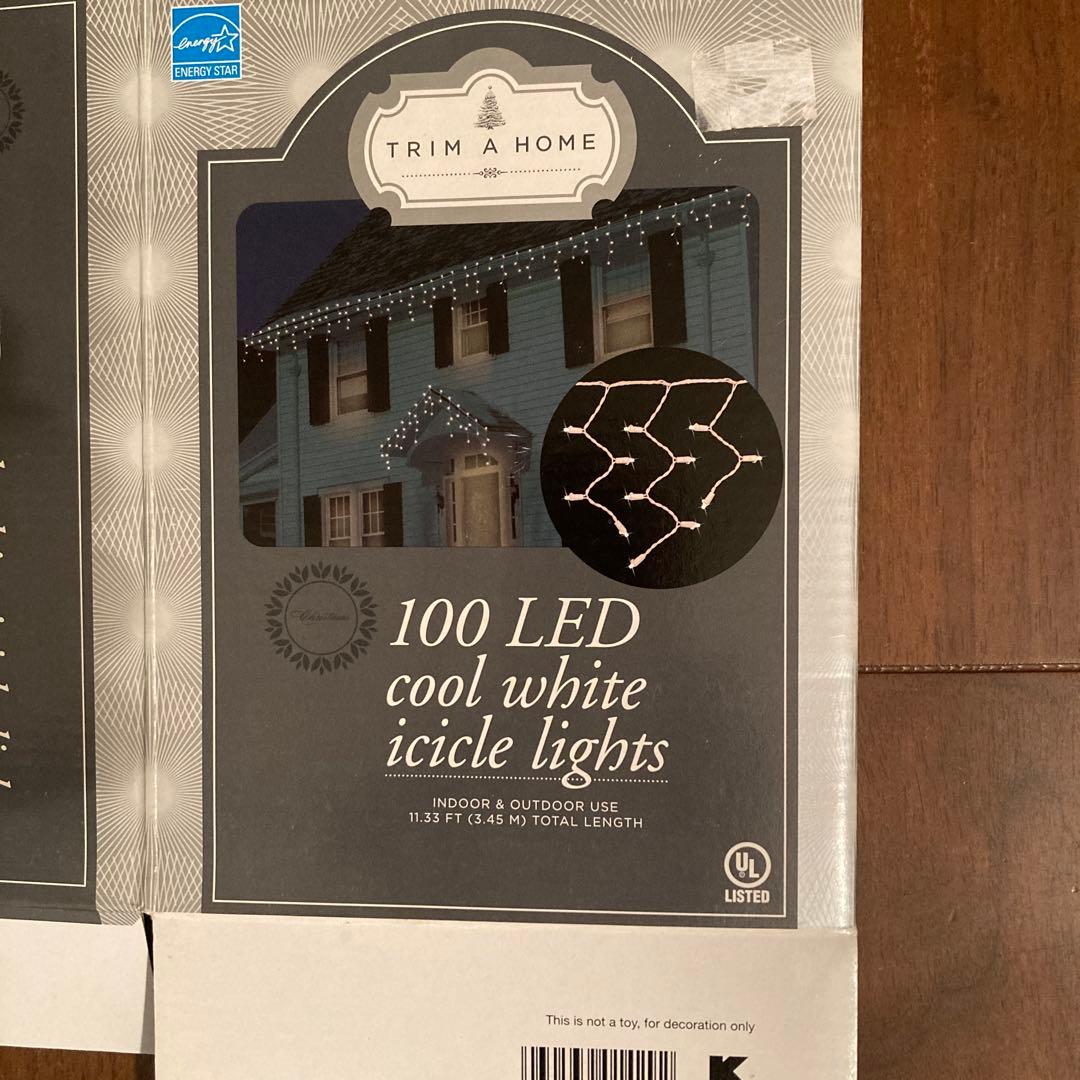 energy
ENERGY STAR
TRIM A HOME
Christmas
100 LED
cool white
icicle lights
INDOOR & OUTDOOR USE
11.33 FT (3.45 M) TOTAL LENGTH
UL
LISTED
This is not a toy, for decoration only
K